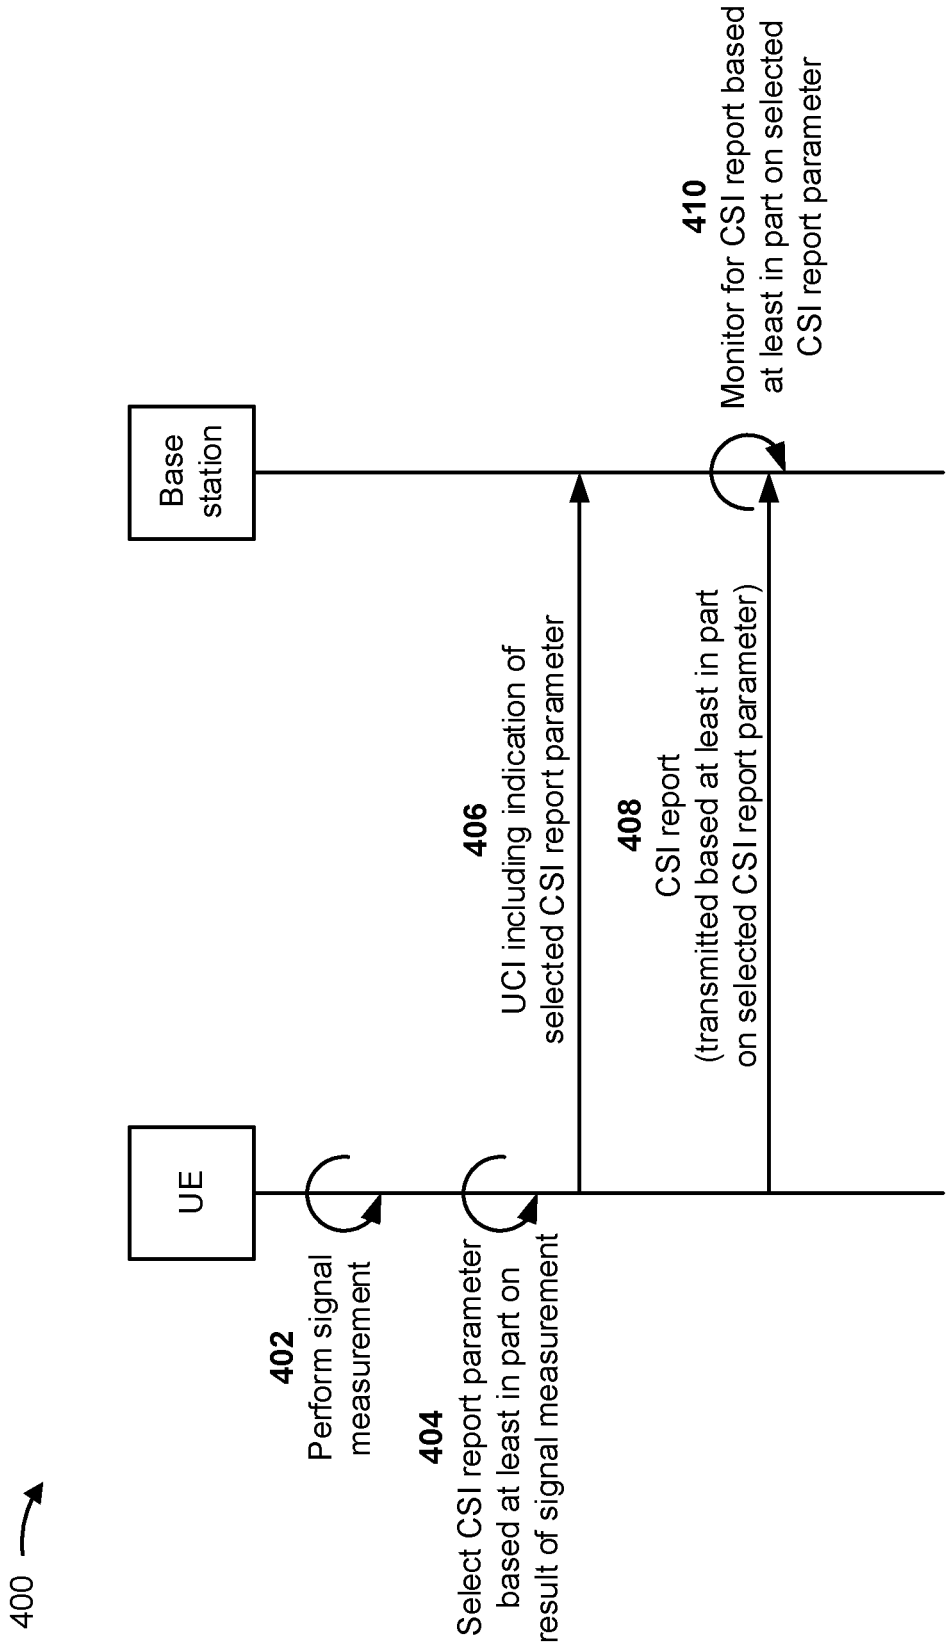 400
UE
Base
station
402
Perform signal
measurement
404
Select CSI report parameter
based at least in part on
result of signal measurement
406
UCI including indication of
selected CSI report parameter
408
CSI report
(transmitted based at least in part
on selected CSI report parameter)
410
Monitor for CSI report based
at least in part on selected
CSI report parameter